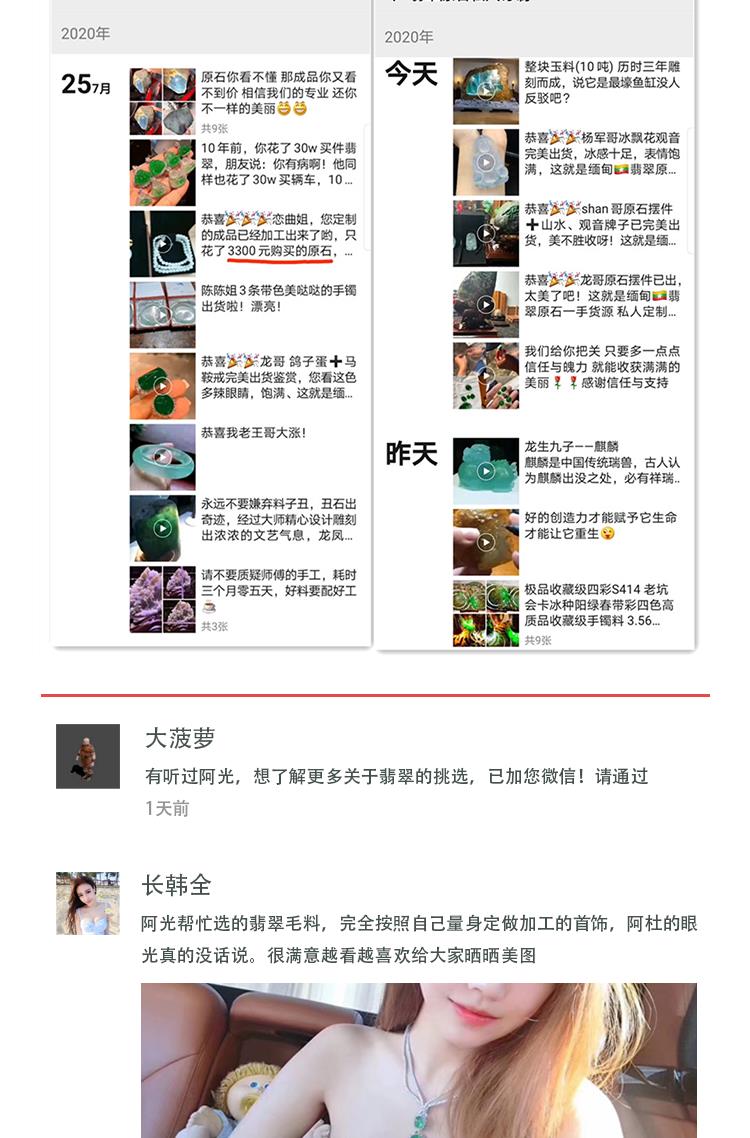 2020年
25 7月
原石你看不懂 那成品你又看
不到价 相信我们的专业 还你
不一样的美丽😄😄
共9张
10年前，你花了30w买件翡
翠，朋友说：你有病啊！他同
样也花了30w买辆车，10...
恭喜🎉🎉🎉恋曲姐，您定制
的成品已经加工出来了哟，只
花了3300元购买的原石，...
陈陈姐3条带色美哒哒的手镯
出货啦！漂亮！
恭喜🎉🎉龙哥 鸽子蛋➕马
鞍戒完美出货鉴赏，您看这色
多辣眼睛，饱满、这就是缅...
恭喜我老王哥大涨！
永远不要嫌弃料子丑，丑石出
奇迹，经过大师精心设计雕刻
出浓浓的文艺气息，龙凤...
请不要质疑师傅的手工，耗时
三个月零五天，好料要配好工
☕
共3张
2020年
今天
整块玉料(10吨) 历时三年雕
刻而成，说它是最壕鱼缸没人
反驳吧？
恭喜🎉🎉杨军哥冰飘花观音
完美出货，冰感十足，表情饱
满，这就是缅甸🇲🇲翡翠原...
恭喜🎉🎉shan哥原石摆件
➕山水、观音牌子已完美出
货，美不胜收呀！这就是缅...
恭喜🎉🎉龙哥原石摆件已出，
太美了吧！这就是缅甸🇲🇲翡
翠原石一手货源 私人定制...
我们给你把关 只要多一点点
信任与魄力 就能收获满满的
美丽🌹🌹感谢信任与支持
昨天
龙生九子——麒麟
麒麟是中国传统瑞兽，古人认
为麒麟出没之处，必有祥瑞..
好的创造力才能赋予它生命
才能让它重生😮
极品收藏级四彩S414 老坑
会卡冰种阳绿春带彩四色高
质品收藏级手镯料 3.56...
共9张
大菠萝
有听过阿光，想了解更多关于翡翠的挑选，已加您微信！请通过
1天前
长韩全
阿光帮忙选的翡翠毛料，完全按照自己量身定做加工的首饰，阿杜的眼
光真的没话说。很满意越看越喜欢给大家晒晒美图